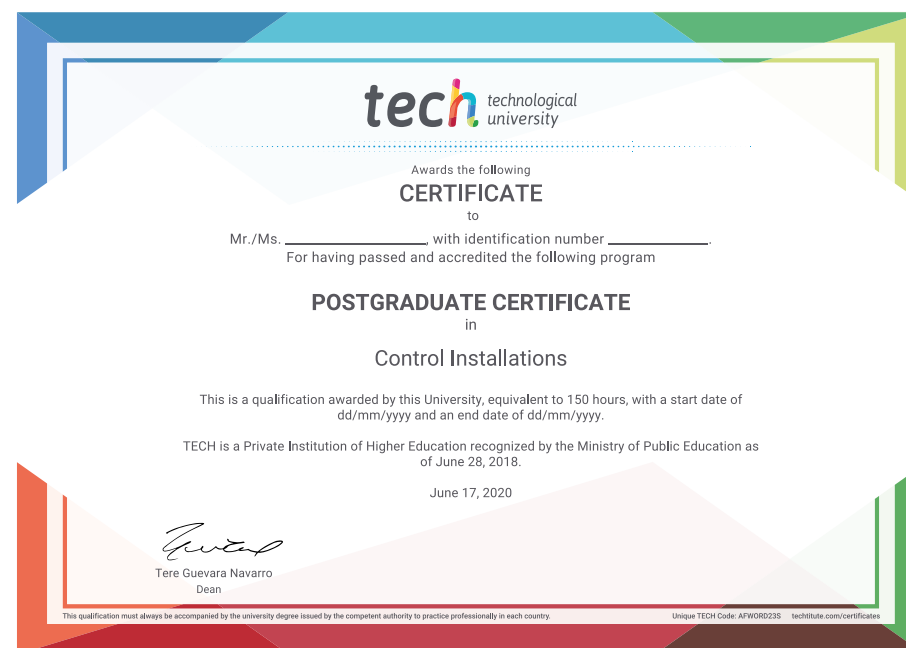 tech technological
university
Awards the following
CERTIFICATE
to
Mr./Ms. ____________________, with identification number ______________.
For having passed and accredited the following program
POSTGRADUATE CERTIFICATE
in
Control Installations
This is a qualification awarded by this University, equivalent to 150 hours, with a start date of
dd/mm/yyyy and an end date of dd/mm/yyyy.
TECH is a Private Institution of Higher Education recognized by the Ministry of Public Education as
of June 28, 2018.
June 17, 2020
Tere Guevara Navarro
Dean
This qualification must always be accompanied by the university degree issued by the competent authority to practice professionally in each country. Unique TECH Code: AFWORD23S techtitute.com/certificates